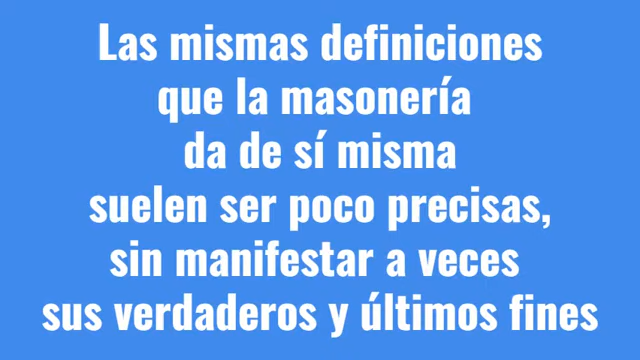 Las mismas definiciones
que la masonería
da de sí misma
suelen ser poco precisas,
sin manifestar a veces
sus verdaderos y últimos fines